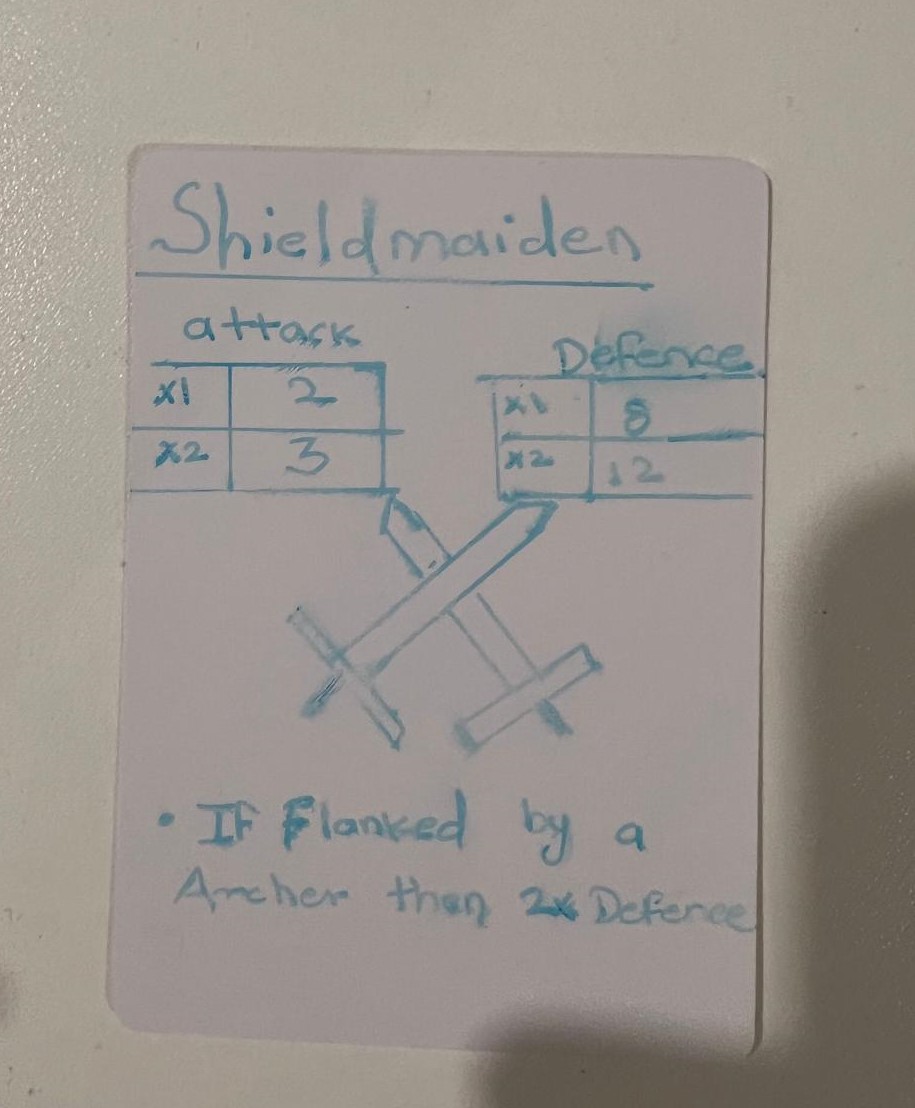 Shieldmaiden
attack
x1 2
x2 3
Defence
x1 8
x2 12
• If Flanked by a
Archer then 2x Defence